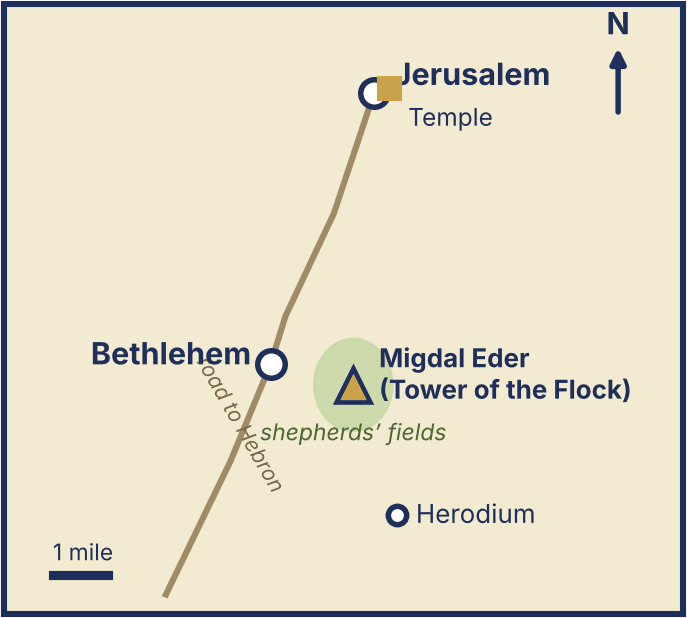 N
Jerusalem
Temple
Bethlehem
Migdal Eder
(Tower of the Flock)
road to Hebron
shepherds’ fields
Herodium
1 mile